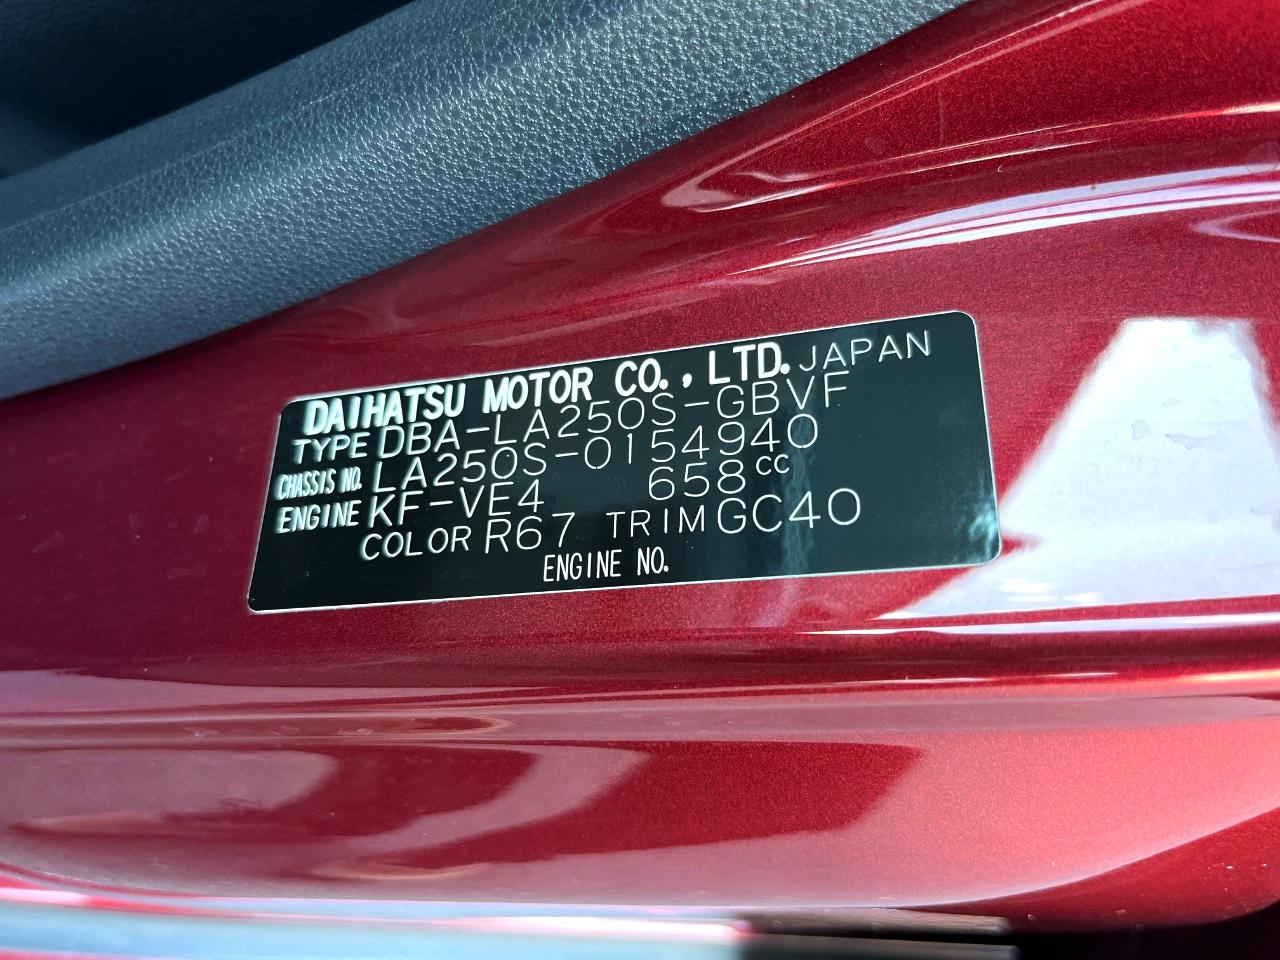 DAIHATSU MOTOR CO., LTD. JAPAN
TYPE DBA-LA250S-GBVF
CHASSIS NO. LA250S-0154940
ENGINE KF-VE4 658cc
COLOR R67 TRIM GC40
ENGINE NO.